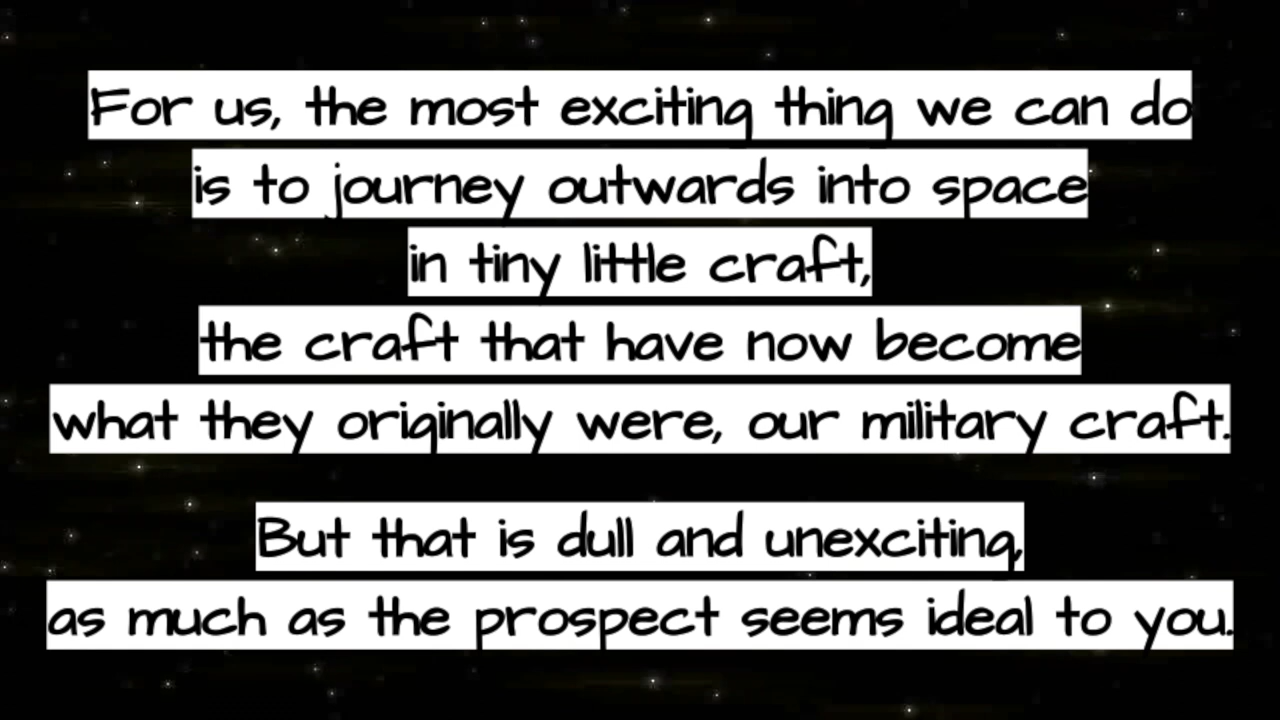 For us, the most exciting thing we can do
is to journey outwards into space
in tiny little craft,
the craft that have now become
what they originally were, our military craft.
But that is dull and unexciting,
as much as the prospect seems ideal to you.